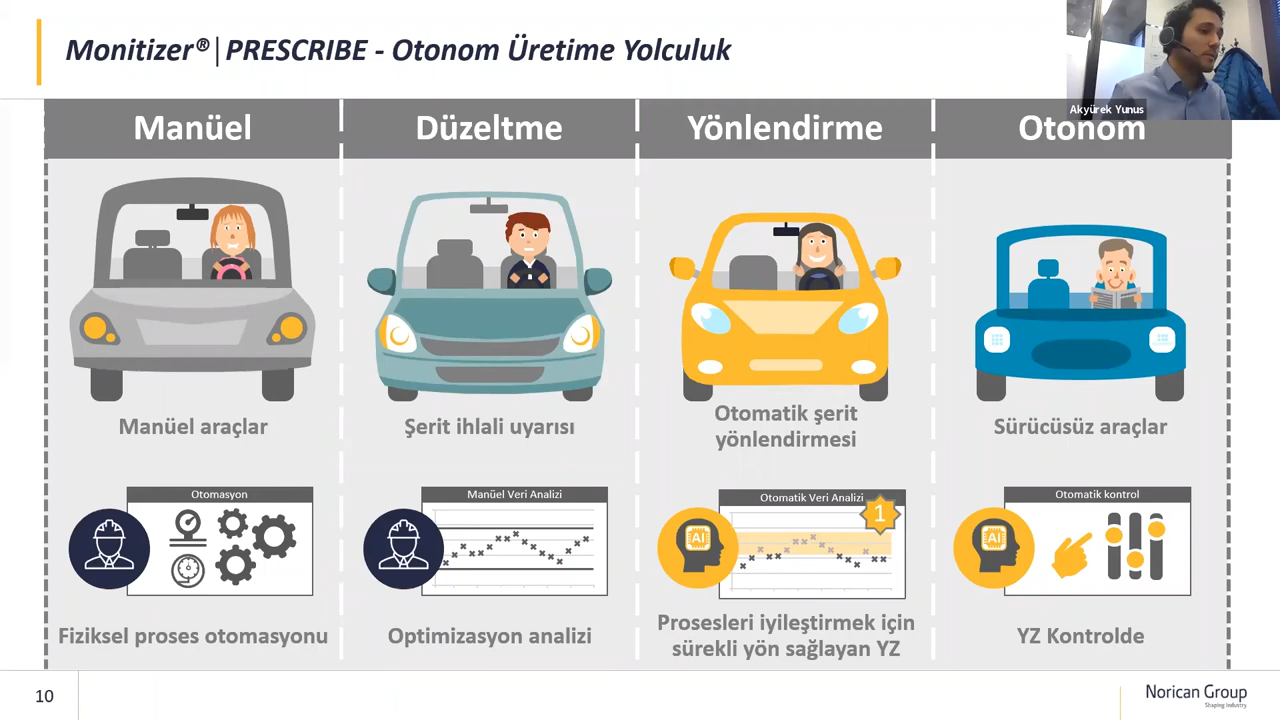 Monitizer®|PRESCRIBE - Otonom Üretime Yolculuk
Akyürek Yunus
Manüel
Düzeltme
Yönlendirme
Otonom
Manüel araçlar
Şerit ihlali uyarısı
Otomatik şerit
yönlendirmesi
Sürücüsüz araçlar
Otomasyon
Manüel Veri Analizi
Otomatik Veri Analizi
1
Otomatik kontrol
AI
AI
Fiziksel proses otomasyonu
Optimizasyon analizi
Prosesleri iyileştirmek için
sürekli yön sağlayan YZ
YZ Kontrolde
10
Norican Group
Shaping Industry